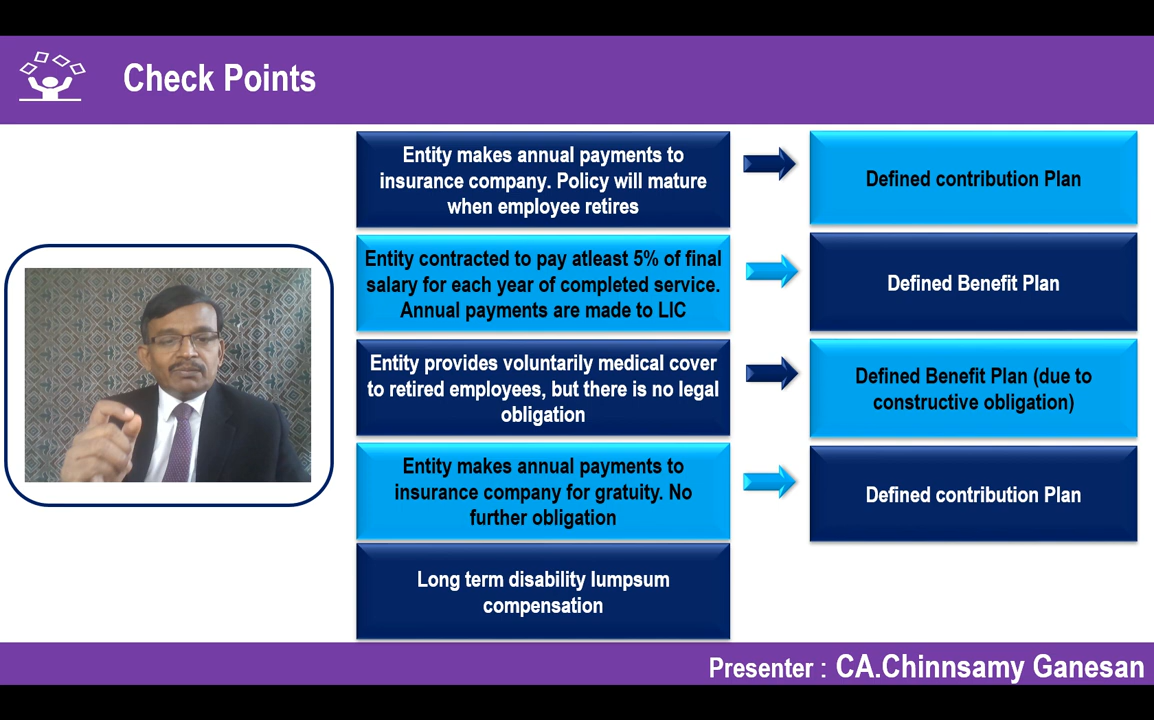 Check Points
Entity makes annual payments to
insurance company. Policy will mature
when employee retires
Defined contribution Plan
Entity contracted to pay atleast 5% of final
salary for each year of completed service.
Annual payments are made to LIC
Defined Benefit Plan
Entity provides voluntarily medical cover
to retired employees, but there is no legal
obligation
Defined Benefit Plan (due to
constructive obligation)
Entity makes annual payments to
insurance company for gratuity. No
further obligation
Defined contribution Plan
Long term disability lumpsum
compensation
Presenter : CA.Chinnsamy Ganesan